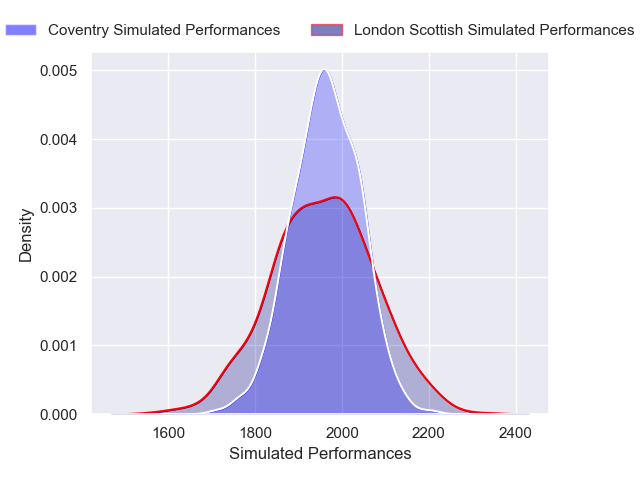 Coventry Simulated Performances
London Scottish Simulated Performances
0.005
0.004
0.003
0.002
0.001
0.000
Density
1600
1800
2000
2200
2400
Simulated Performances